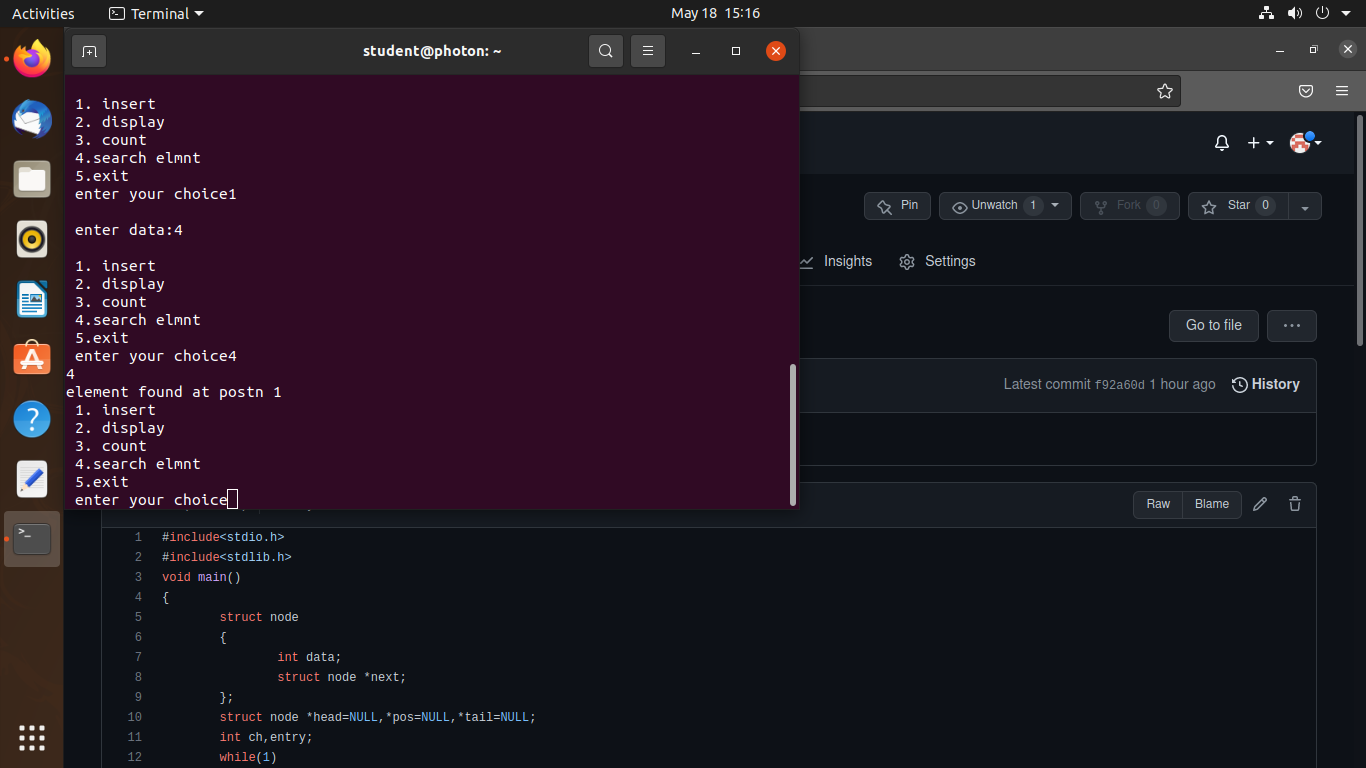 Activities
Terminal
May 18 15:16
student@photon: ~
1. insert
2. display
3. count
4.search elmnt
5.exit
enter your choice1
enter data:4
1. insert
2. display
3. count
4.search elmnt
5.exit
enter your choice4
4
element found at postn 1
1. insert
2. display
3. count
4.search elmnt
5.exit
enter your choice
Pin
Unwatch 1
Fork 0
Star 0
Insights
Settings
Go to file
Latest commit f92a60d 1 hour ago
History
Raw
Blame
1 #include<stdio.h>
2 #include<stdlib.h>
3 void main()
4 {
5 struct node
6 {
7 int data;
8 struct node *next;
9 };
10 struct node *head=NULL,*pos=NULL,*tail=NULL;
11 int ch,entry;
12 while(1)